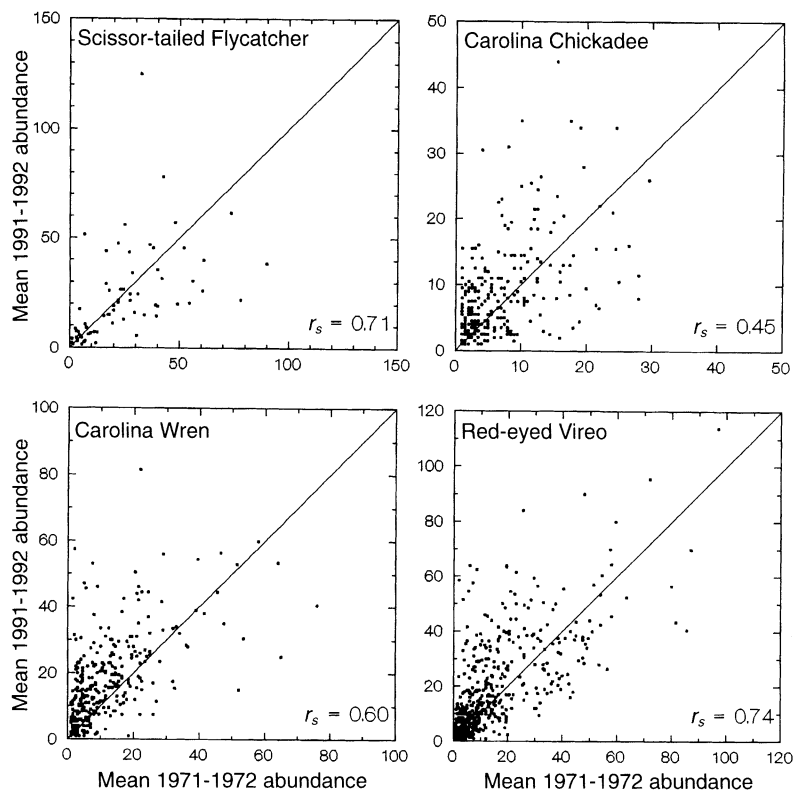 Scissor-tailed Flycatcher
150
100
50
0
Mean 1991-1992 abundance
r_s = 0.71
0 50 100 150
Carolina Chickadee
50
40
30
20
10
0
r_s = 0.45
0 10 20 30 40 50
Carolina Wren
100
80
60
40
20
0
Mean 1991-1992 abundance
r_s = 0.60
0 20 40 60 80 100
Mean 1971-1972 abundance
Red-eyed Vireo
120
100
80
60
40
20
0
r_s = 0.74
0 20 40 60 80 100 120
Mean 1971-1972 abundance